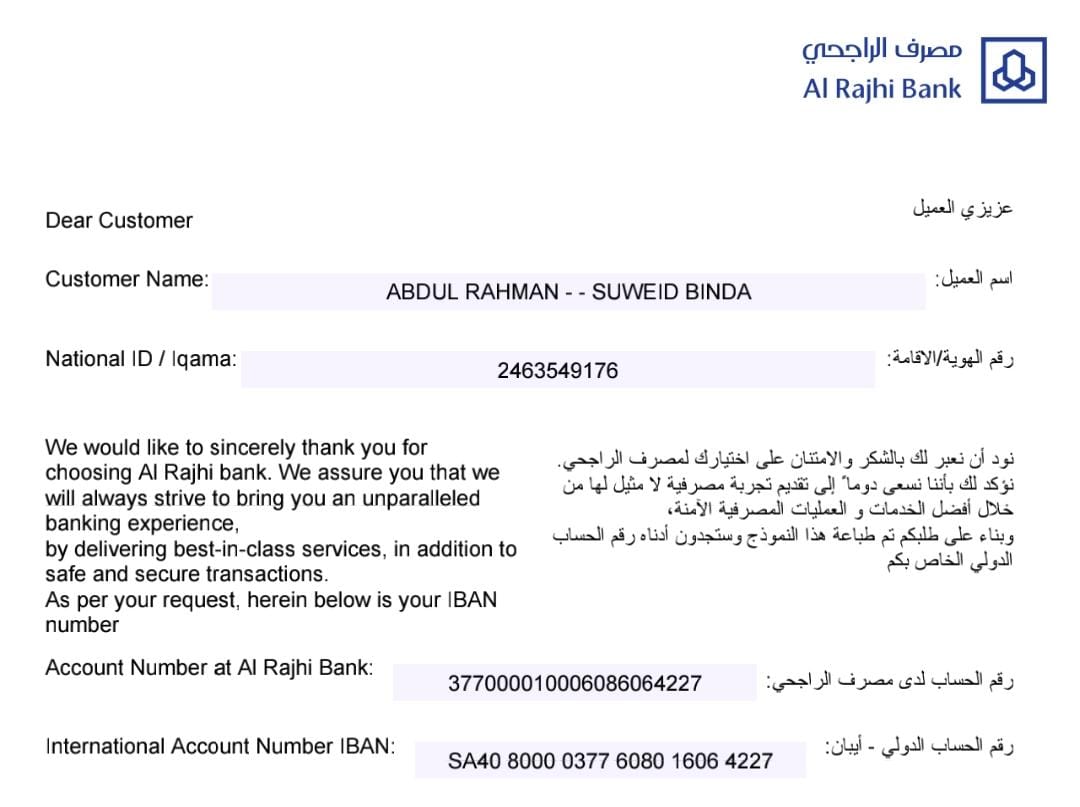 مصرف الراجحي
Al Rajhi Bank
Dear Customer
عزيزي العميل
Customer Name:
ABDUL RAHMAN - - SUWEID BINDA
اسم العميل:
National ID / Iqama:
2463549176
رقم الهوية/الاقامة:
We would like to sincerely thank you for
choosing Al Rajhi bank. We assure you that we
will always strive to bring you an unparalleled
banking experience,
by delivering best-in-class services, in addition to
safe and secure transactions.
As per your request, herein below is your IBAN
number
نود أن نعبر لك بالشكر والامتنان على اختيارك لمصرف الراجحي.
نؤكد لك بأننا نسعى دوماً إلى تقديم تجربة مصرفية لا مثيل لها من
خلال أفضل الخدمات و العمليات المصرفية الآمنة،
وبناء على طلبكم تم طباعة هذا النموذج وستجدون أدناه رقم الحساب
الدولي الخاص بكم
Account Number at Al Rajhi Bank:
377000010006086064227
رقم الحساب لدى مصرف الراجحي:
International Account Number IBAN:
SA40 8000 0377 6080 1606 4227
رقم الحساب الدولي - أيبان: